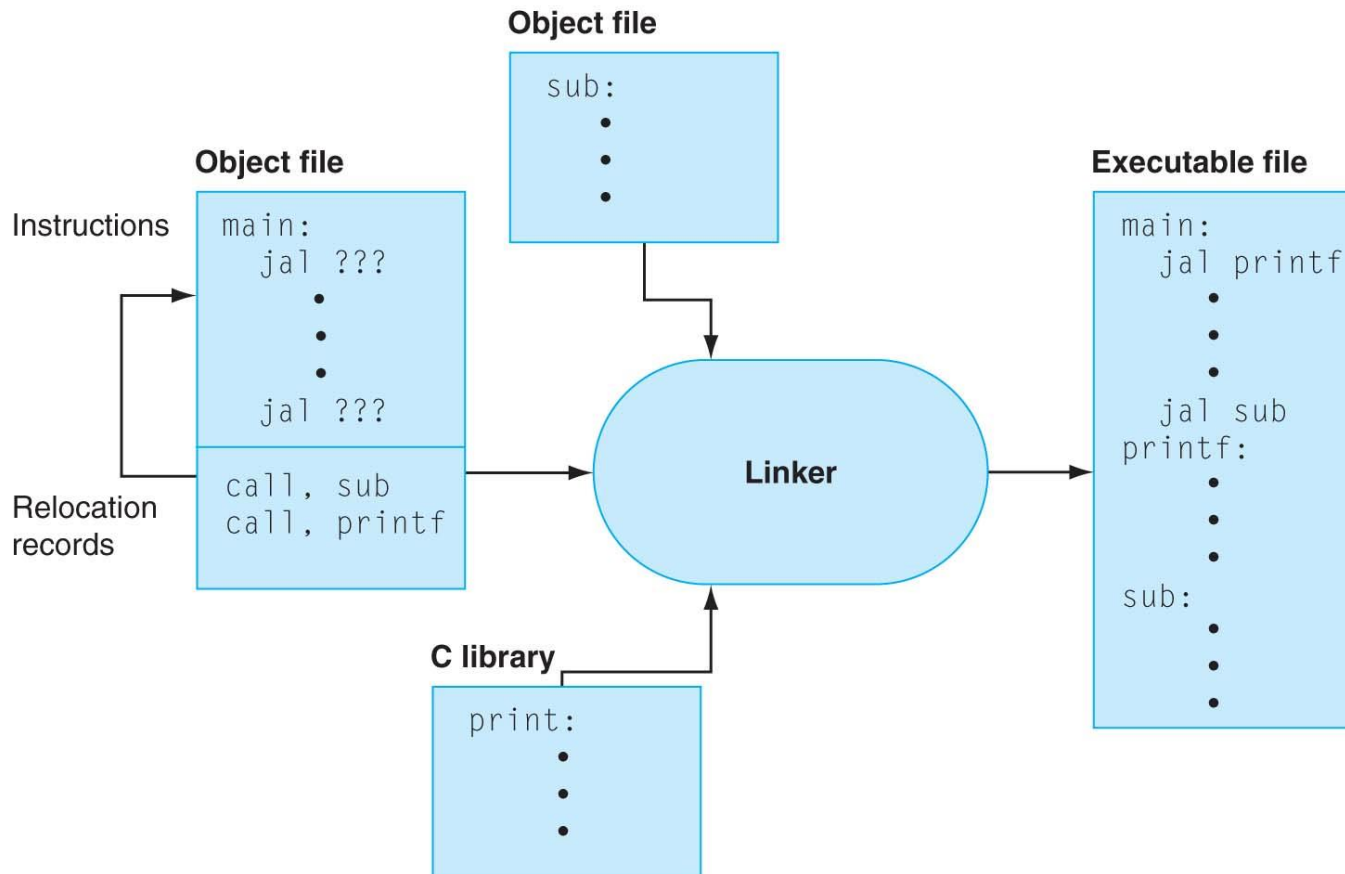 Object file
sub:
Object file
Instructions
main:
jal ???
jal ???
Relocation
records
call, sub
call, printf
Linker
C library
print:
Executable file
main:
jal printf
jal sub
printf:
sub: